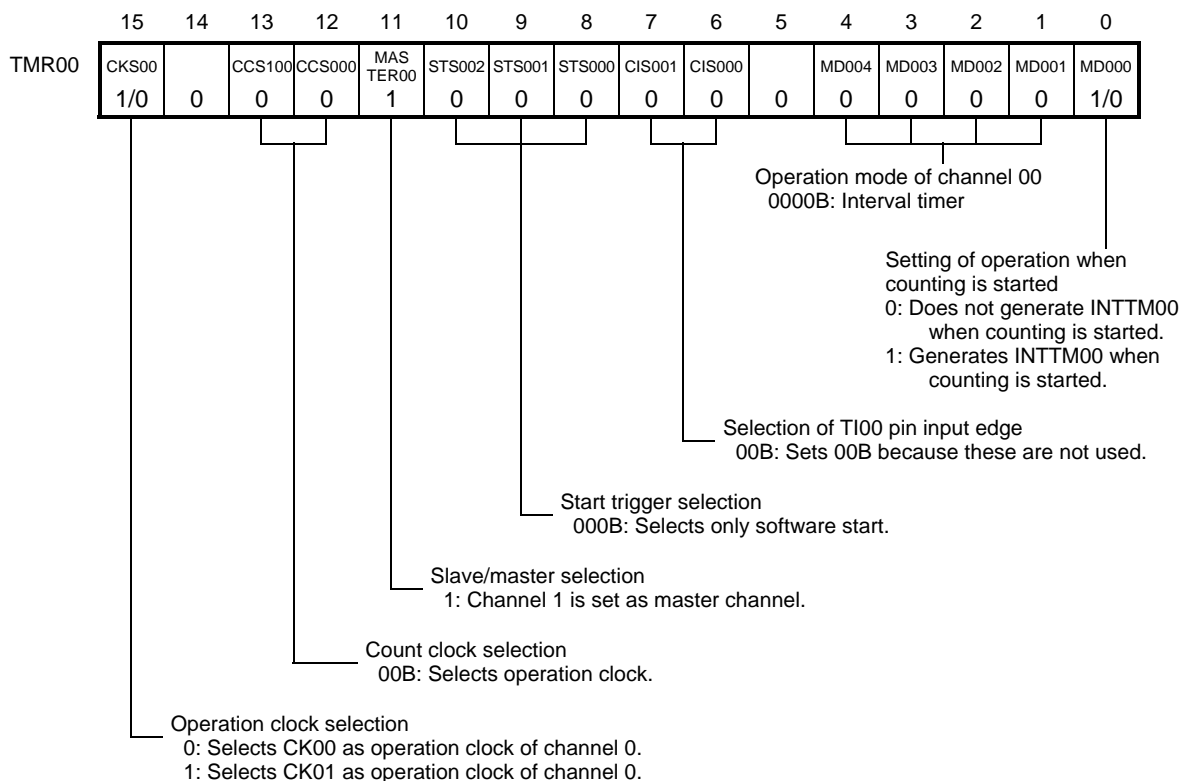 15 14 13 12 11 10 9 8 7 6 5 4 3 2 1 0
TMR00 CKS00 CCS100 CCS000 MAS TER00 STS002 STS001 STS000 CIS001 CIS000 MD004 MD003 MD002 MD001 MD000
1/0 0 0 0 1 0 0 0 0 0 0 0 0 0 0 1/0
Operation mode of channel 00
0000B: Interval timer
Setting of operation when
counting is started
0: Does not generate INTTM00
when counting is started.
1: Generates INTTM00 when
counting is started.
Selection of TI00 pin input edge
00B: Sets 00B because these are not used.
Start trigger selection
000B: Selects only software start.
Slave/master selection
1: Channel 1 is set as master channel.
Count clock selection
00B: Selects operation clock.
Operation clock selection
0: Selects CK00 as operation clock of channel 0.
1: Selects CK01 as operation clock of channel 0.